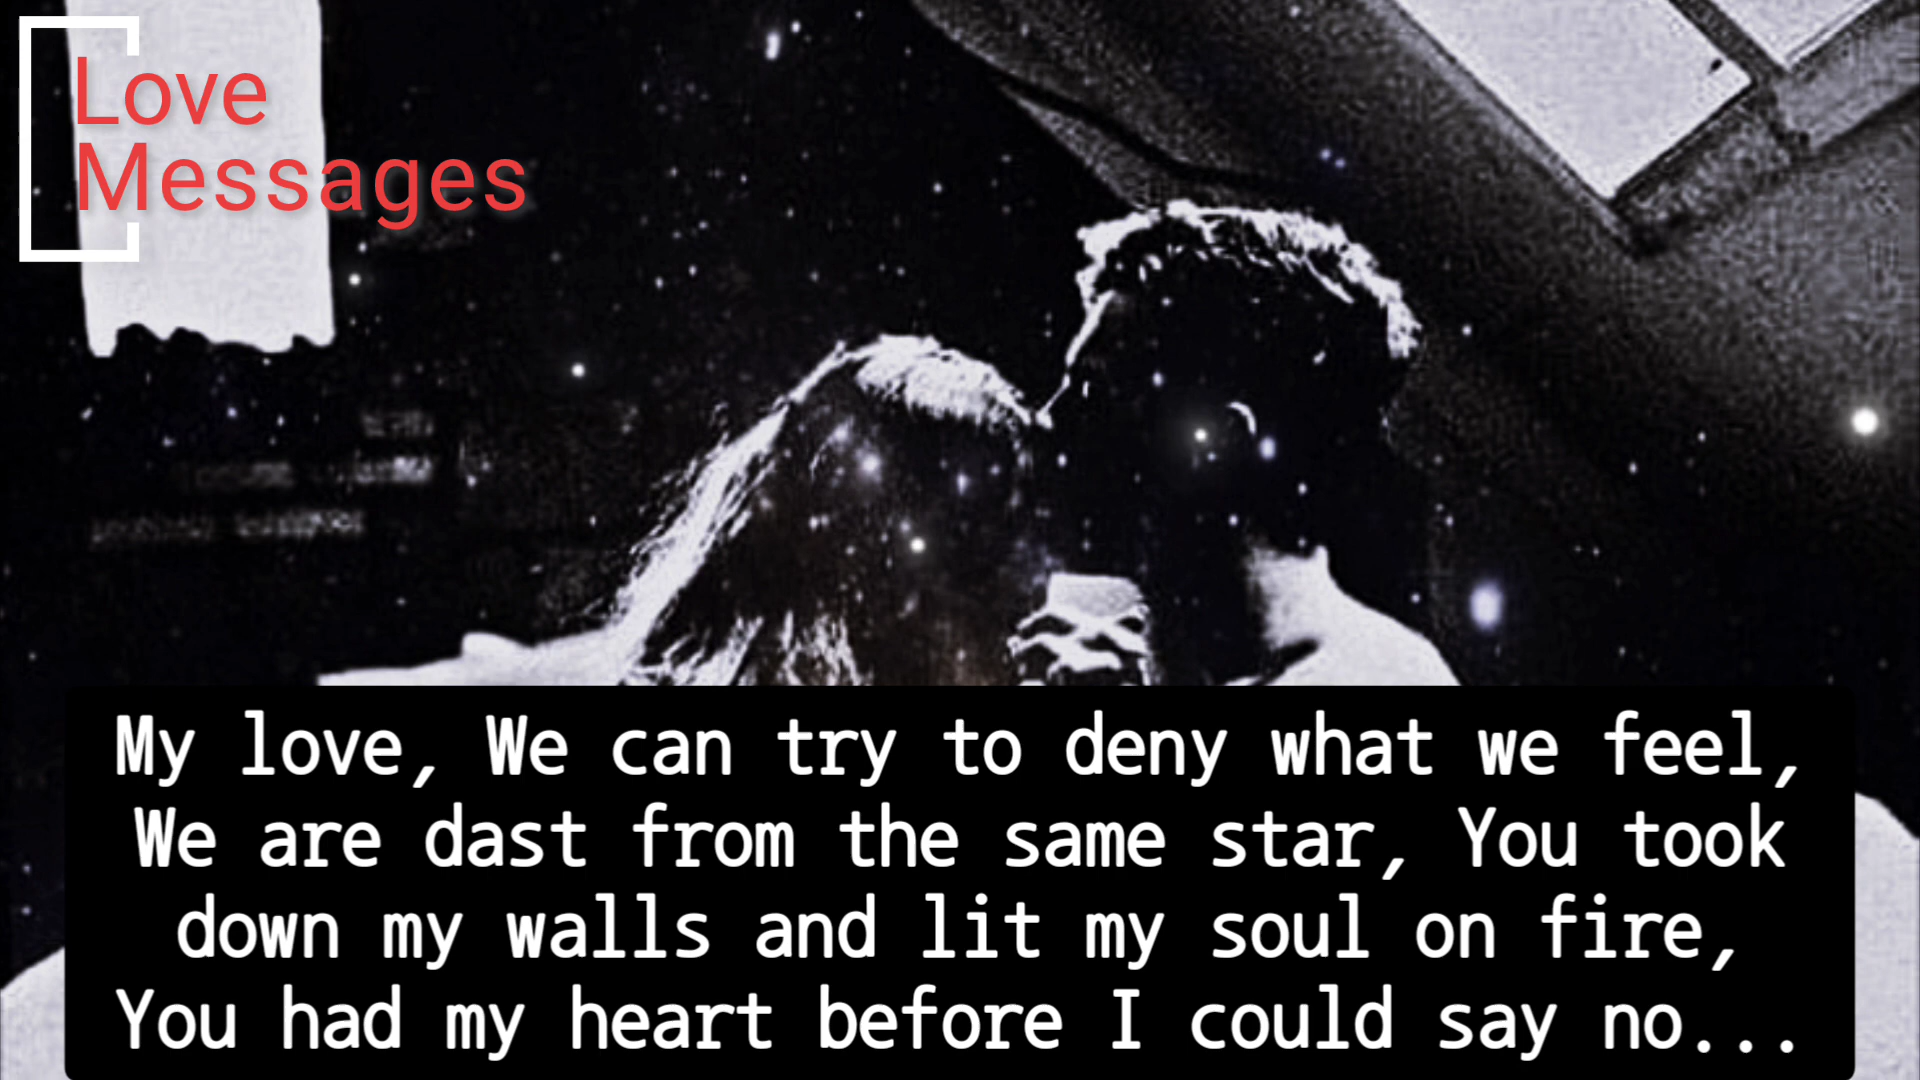 Love
Messages
My love, We can try to deny what we feel,
We are dast from the same star, You took
down my walls and lit my soul on fire,
You had my heart before I could say no...